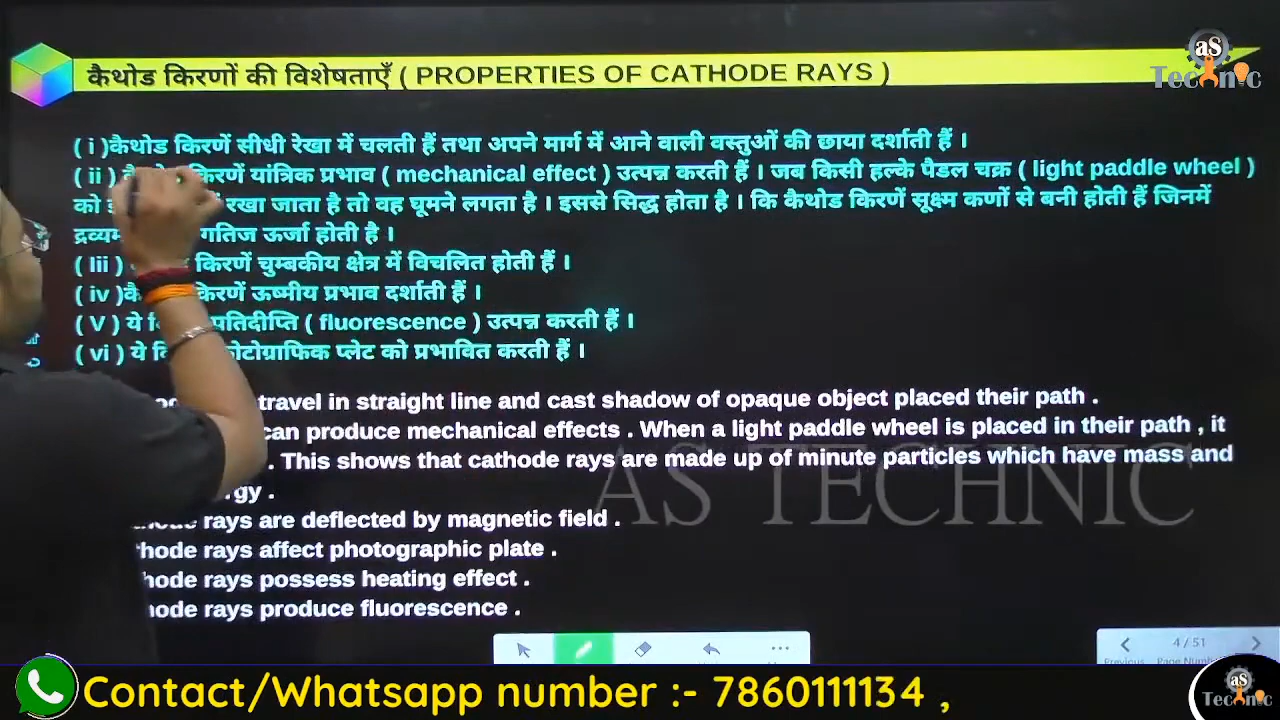 कैथोड किरणों की विशेषताएँ ( PROPERTIES OF CATHODE RAYS )
aS
Tecnic
( i )कैथोड किरणें सीधी रेखा में चलती हैं तथा अपने मार्ग में आने वाली वस्तुओं की छाया दर्शाती हैं ।
( ii ) किरणें यांत्रिक प्रभाव ( mechanical effect ) उत्पन्न करती हैं । जब किसी हल्के पैडल चक्र ( light paddle wheel )
को रखा जाता है तो वह घूमने लगता है । इससे सिद्ध होता है । कि कैथोड किरणें सूक्ष्म कणों से बनी होती हैं जिनमें
गतिज ऊर्जा होती है ।
( Iii ) किरणें चुम्बकीय क्षेत्र में विचलित होती हैं ।
( iv ) किरणें ऊष्मीय प्रभाव दर्शाती हैं ।
( V ) ये प्रतिदीप्ति ( fluorescence ) उत्पन्न करती हैं ।
( vi ) ये फोटोग्राफिक प्लेट को प्रभावित करती हैं ।
travel in straight line and cast shadow of opaque object placed their path .
can produce mechanical effects . When a light paddle wheel is placed in their path , it
. This shows that cathode rays are made up of minute particles which have mass and
.
rays are deflected by magnetic field .
rays affect photographic plate .
rays possess heating effect .
rays produce fluorescence .
AS TECHNIC
4 / 51
Previous
Contact/Whatsapp number :- 7860111134 ,
aS
Tecnic